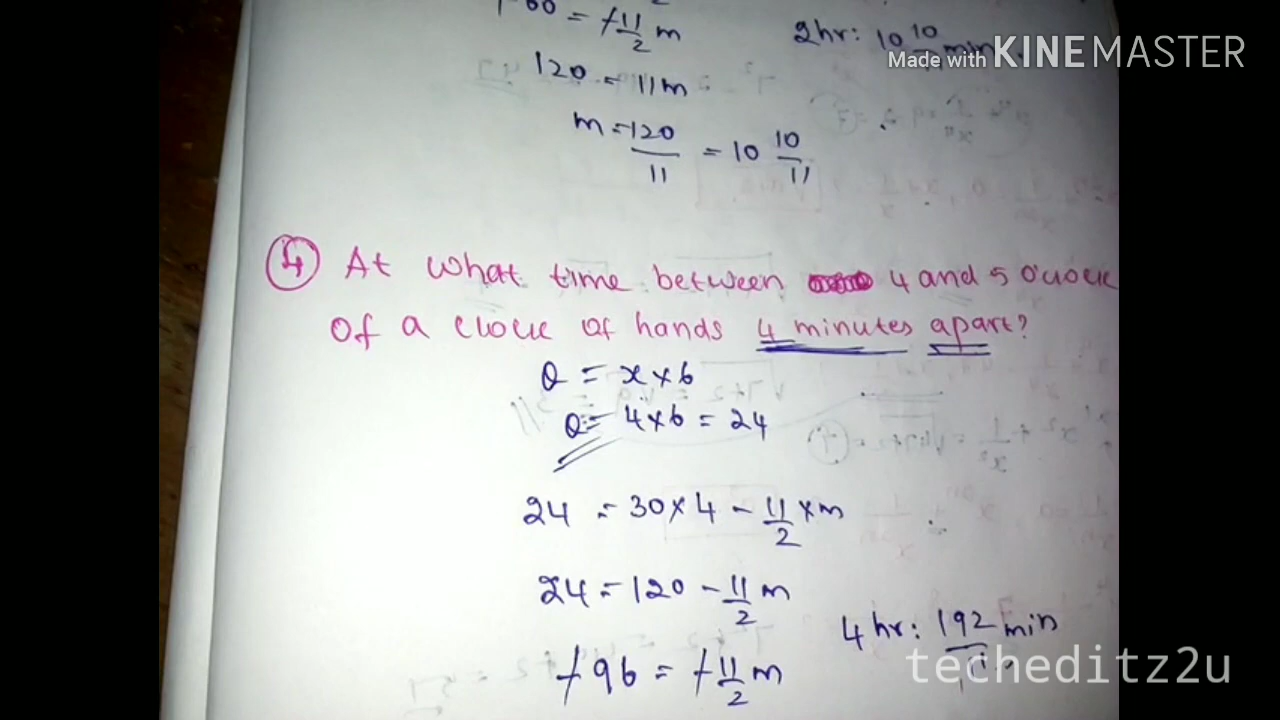 -60 = -11/2 m
2hr: 10 10/11 min
Made with KINEMASTER
120 = 11m
m = 120/11 = 10 10/11
4 At what time between 4 and 5 O'clock
of a clock of hands 4 minutes apart?
θ = x×6
θ = 4×6 = 24
24 = 30×4 - 11/2 ×m
24 = 120 - 11/2 m
4 hr: 192/11 min
-96 = -11/2 m
techeditz2u